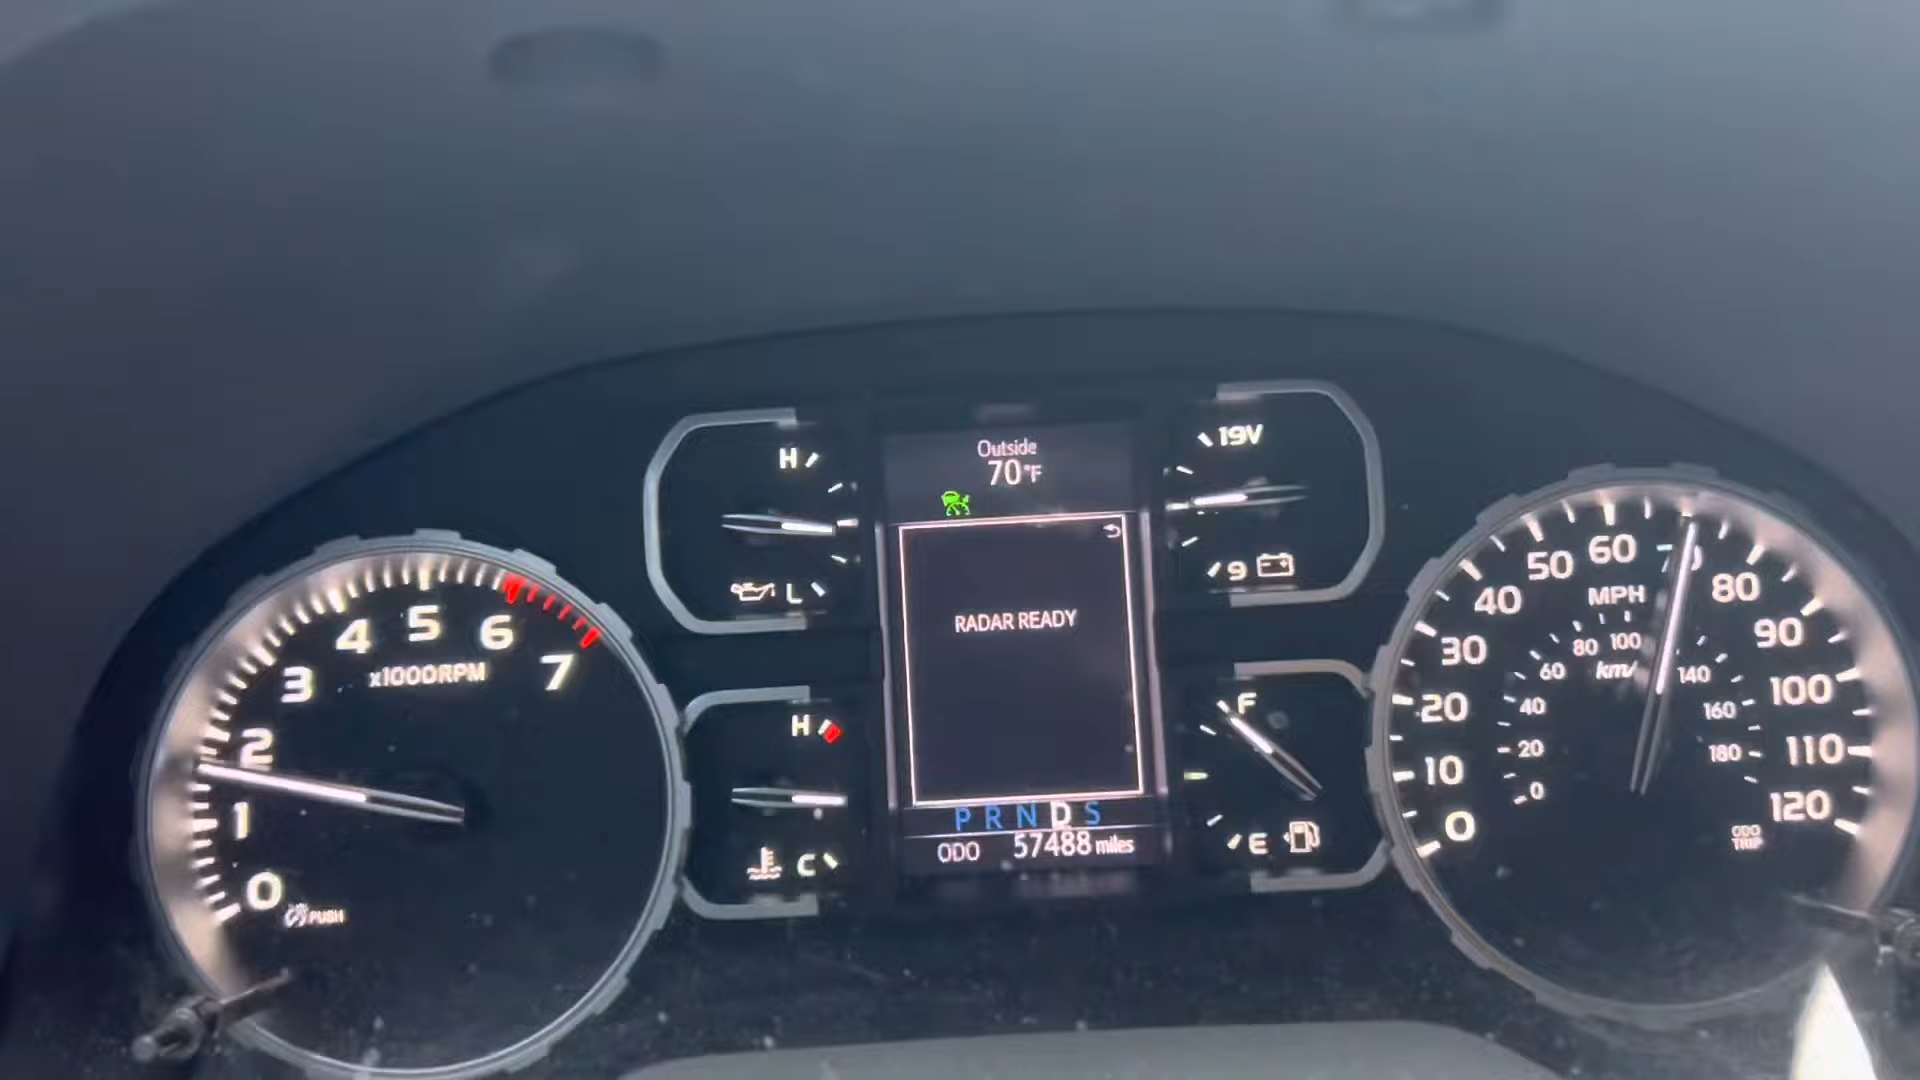 Outside
70°F
RADAR READY
P R N D S
ODO 57488 miles
H
L
H
C
19V
9
F
E
0
1
2
3
4
5
6
7
x1000RPM
PUSH
0
10
20
30
40
50
60
70
80
90
100
110
120
MPH
km/
0
20
40
60
80
100
140
160
180
ODO
TRIP